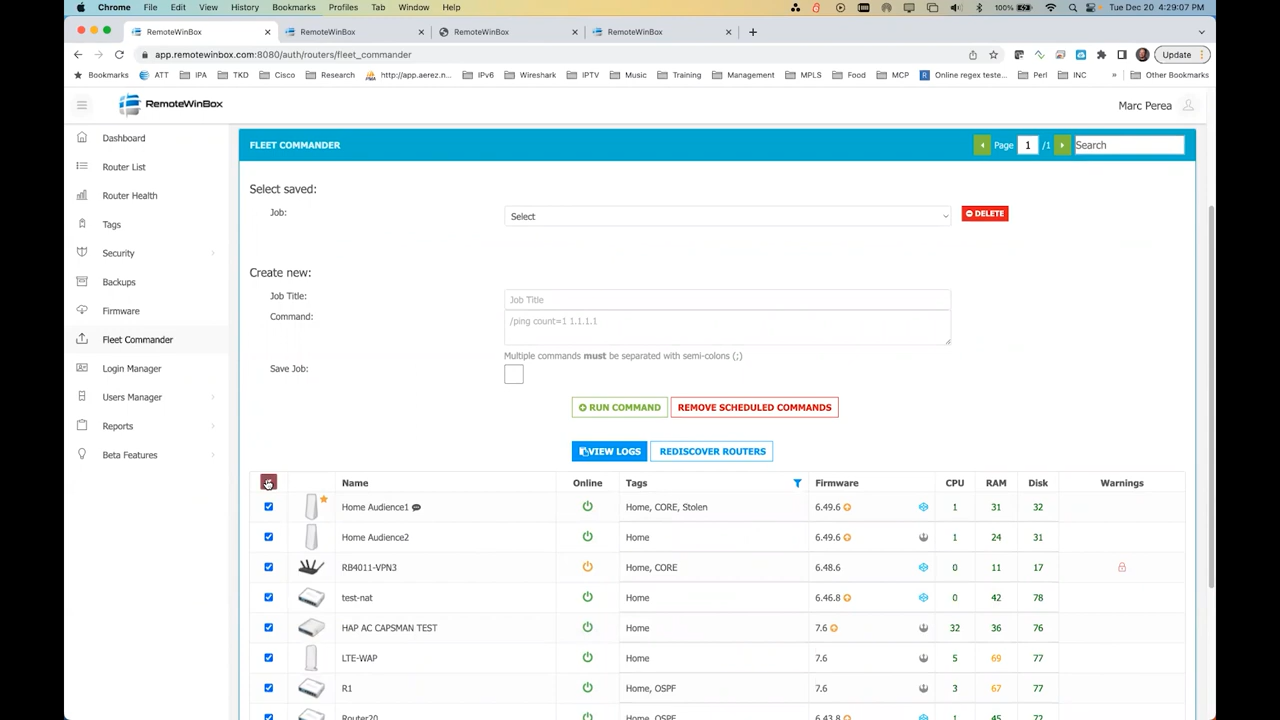 Chrome File Edit View History Bookmarks Profiles Tab Window Help 100% Tue Dec 20 4:29:07 PM
RemoteWinBox RemoteWinBox RemoteWinBox RemoteWinBox
app.remotewinbox.com:8080/auth/routers/fleet_commander Update
Bookmarks ATT IPA TKD Cisco Research http://app.aerez.n... IPv6 Wireshark IPTV Music Training Management MPLS Food MCP Online regex teste... Perl INC » Other Bookmarks
RemoteWinBox Marc Perea
Dashboard
Router List
Router Health
Tags
Security
Backups
Firmware
Fleet Commander
Login Manager
Users Manager
Reports
Beta Features
FLEET COMMANDER Page 1 /1 Search
Select saved:
Job: Select DELETE
Create new:
Job Title: Job Title
Command: /ping count=1 1.1.1.1
Multiple commands must be separated with semi-colons (;)
Save Job:
RUN COMMAND REMOVE SCHEDULED COMMANDS
VIEW LOGS REDISCOVER ROUTERS
Name Online Tags Firmware CPU RAM Disk Warnings
Home Audience1 Home, CORE, Stolen 6.49.6 1 31 32
Home Audience2 Home 6.49.6 1 24 31
RB4011-VPN3 Home, CORE 6.48.6 0 11 17
test-nat Home 6.46.8 0 42 78
HAP AC CAPSMAN TEST Home 7.6 32 36 76
LTE-WAP Home 7.6 5 69 77
R1 Home, OSPF 7.6 3 67 77
Router20 Home, OSPF 6.43.8 1 45 72